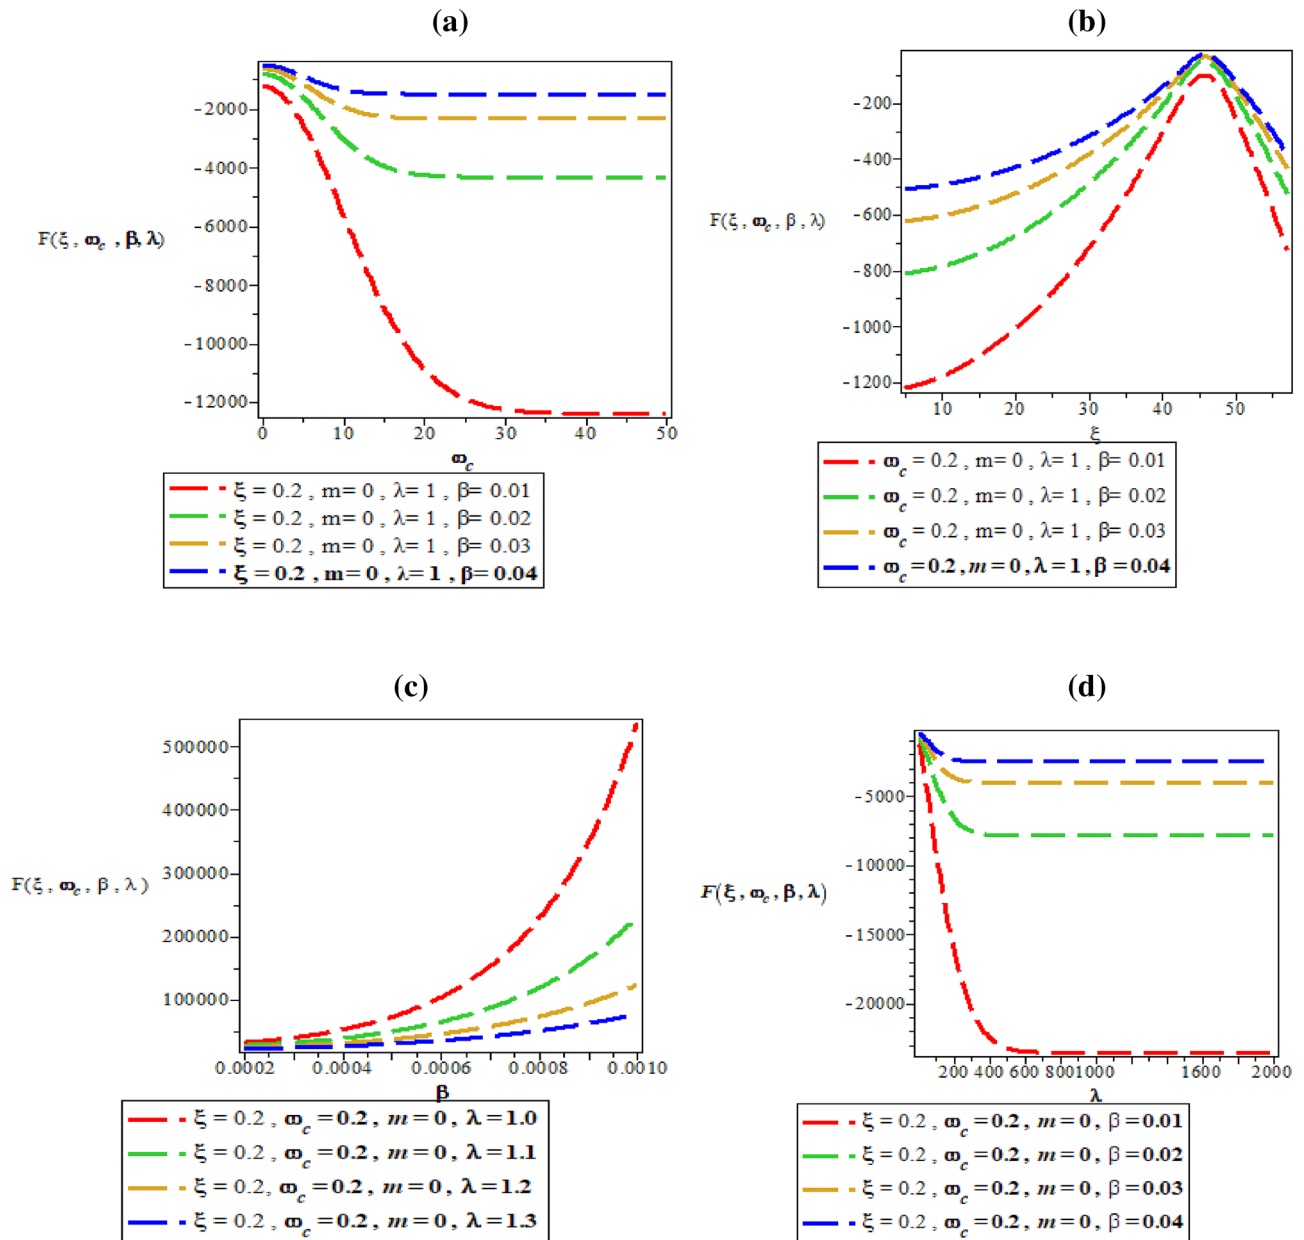 (a)
-2000
-4000
-6000
-8000
-10000
-12000
F(ξ , ω_c , β, λ)
0 10 20 30 40 50
ω_c
ξ = 0.2 , m= 0 , λ= 1 , β= 0.01
ξ = 0.2 , m= 0 , λ= 1 , β= 0.02
ξ = 0.2 , m= 0 , λ= 1 , β= 0.03
ξ = 0.2 , m= 0 , λ= 1 , β= 0.04
(b)
-200
-400
-600
-800
-1000
-1200
F(ξ , ω_c , β , λ)
10 20 30 40 50
ξ
ω_c = 0.2 , m= 0 , λ= 1 , β= 0.01
ω_c = 0.2 , m= 0 , λ= 1 , β= 0.02
ω_c = 0.2 , m= 0 , λ= 1 , β= 0.03
ω_c = 0.2 , m = 0 , λ = 1 , β = 0.04
(c)
500000
400000
300000
200000
100000
F(ξ , ω_c , β , λ)
0.0002 0.0004 0.0006 0.0008 0.0010
β
ξ = 0.2 , ω_c = 0.2 , m = 0 , λ = 1.0
ξ = 0.2 , ω_c = 0.2 , m = 0 , λ = 1.1
ξ = 0.2, ω_c = 0.2 , m = 0 , λ = 1.2
ξ = 0.2 , ω_c = 0.2 , m = 0 , λ = 1.3
(d)
-5000
-10000
-15000
-20000
F(ξ , ω_c , β, λ)
200 400 600 8001000 1600 2000
λ
ξ = 0.2 , ω_c = 0.2 , m = 0 , β = 0.01
ξ = 0.2 , ω_c = 0.2 , m = 0 , β = 0.02
ξ = 0.2 , ω_c = 0.2 , m = 0 , β = 0.03
ξ = 0.2 , ω_c = 0.2 , m = 0 , β = 0.04